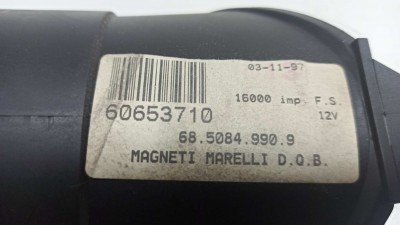 03-11-97
16000 imp. F.S.
60653710
12V
68.5084.990.9
MAGNETI MARELLI D.Q.B.